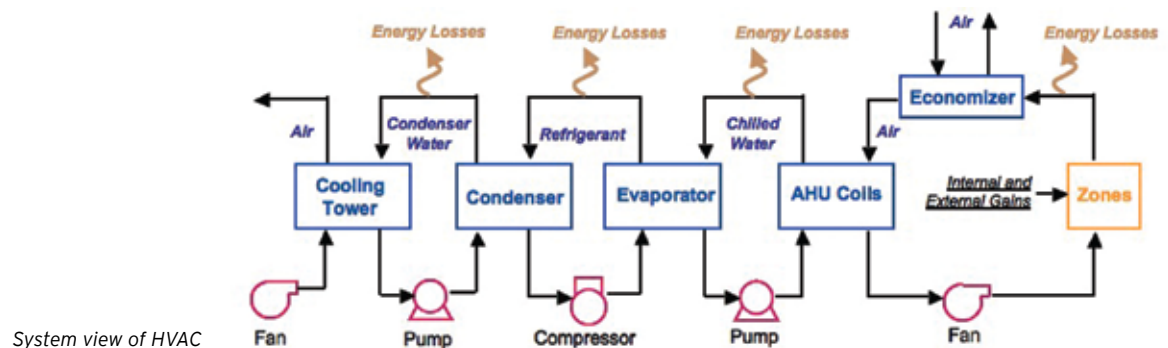 Energy Losses
Energy Losses
Energy Losses
Air
Energy Losses
Economizer
Air
Condenser
Water
Refrigerant
Chilled
Water
Air
Cooling
Tower
Condenser
Evaporator
AHU Coils
Internal and
External Gains
Zones
Fan
Pump
Compressor
Pump
Fan
System view of HVAC